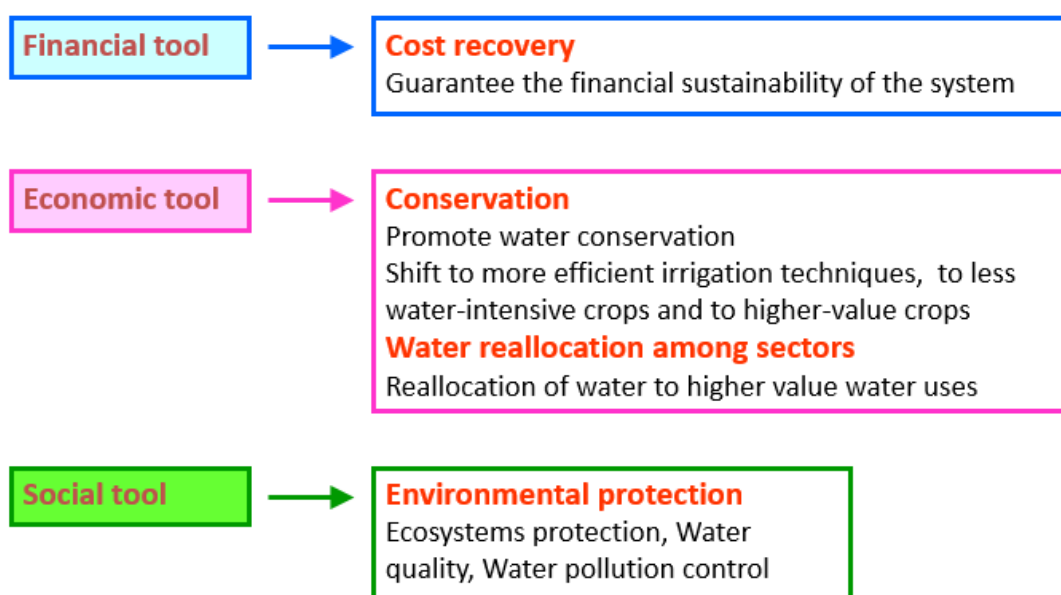 Financial tool
Cost recovery
Guarantee the financial sustainability of the system
Economic tool
Conservation
Promote water conservation
Shift to more efficient irrigation techniques,  to less
water-intensive crops and to higher-value crops
Water reallocation among sectors
Reallocation of water to higher value water uses
Social tool
Environmental protection
Ecosystems protection, Water
quality, Water pollution control